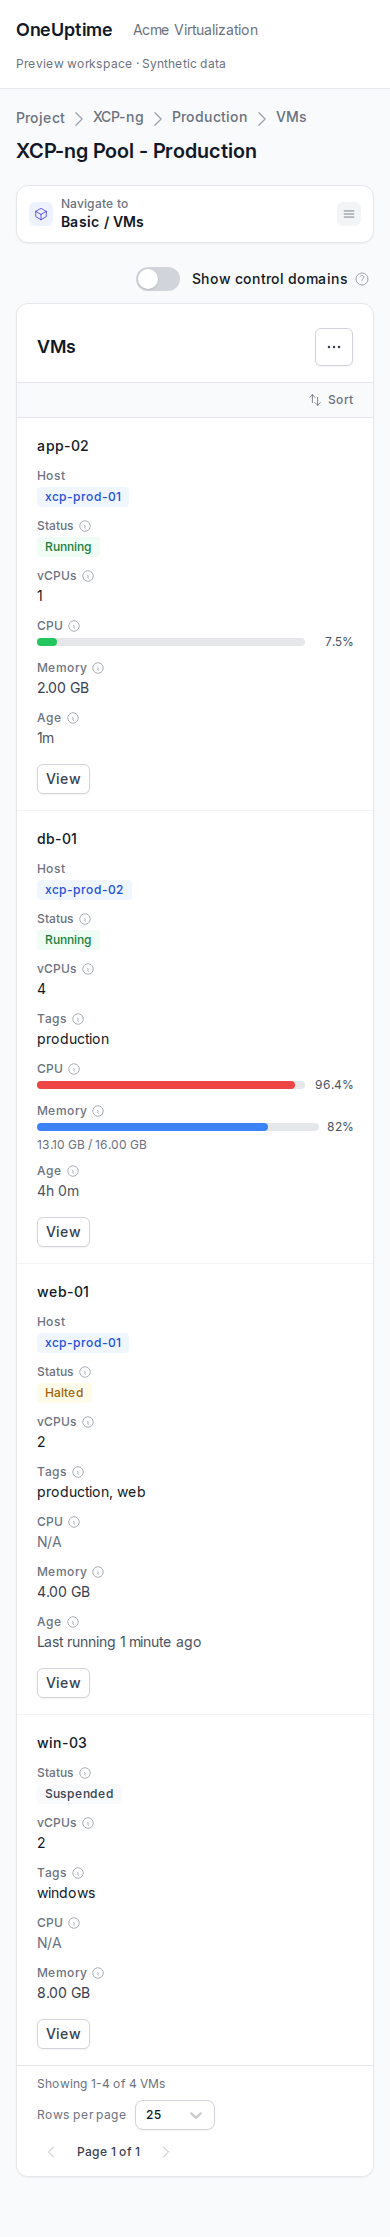 OneUptime Acme Virtualization
Preview workspace · Synthetic data
Project XCP-ng Production VMs
XCP-ng Pool - Production
Navigate to
Basic / VMs
Show control domains
VMs
Sort
app-02
Host
xcp-prod-01
Status
Running
vCPUs
1
CPU
7.5%
Memory
2.00 GB
Age
1m
View
db-01
Host
xcp-prod-02
Status
Running
vCPUs
4
Tags
production
CPU
96.4%
Memory
82%
13.10 GB / 16.00 GB
Age
4h 0m
View
web-01
Host
xcp-prod-01
Status
Halted
vCPUs
2
Tags
production, web
CPU
N/A
Memory
4.00 GB
Age
Last running 1 minute ago
View
win-03
Status
Suspended
vCPUs
2
Tags
windows
CPU
N/A
Memory
8.00 GB
View
Showing 1-4 of 4 VMs
Rows per page 25
Page 1 of 1